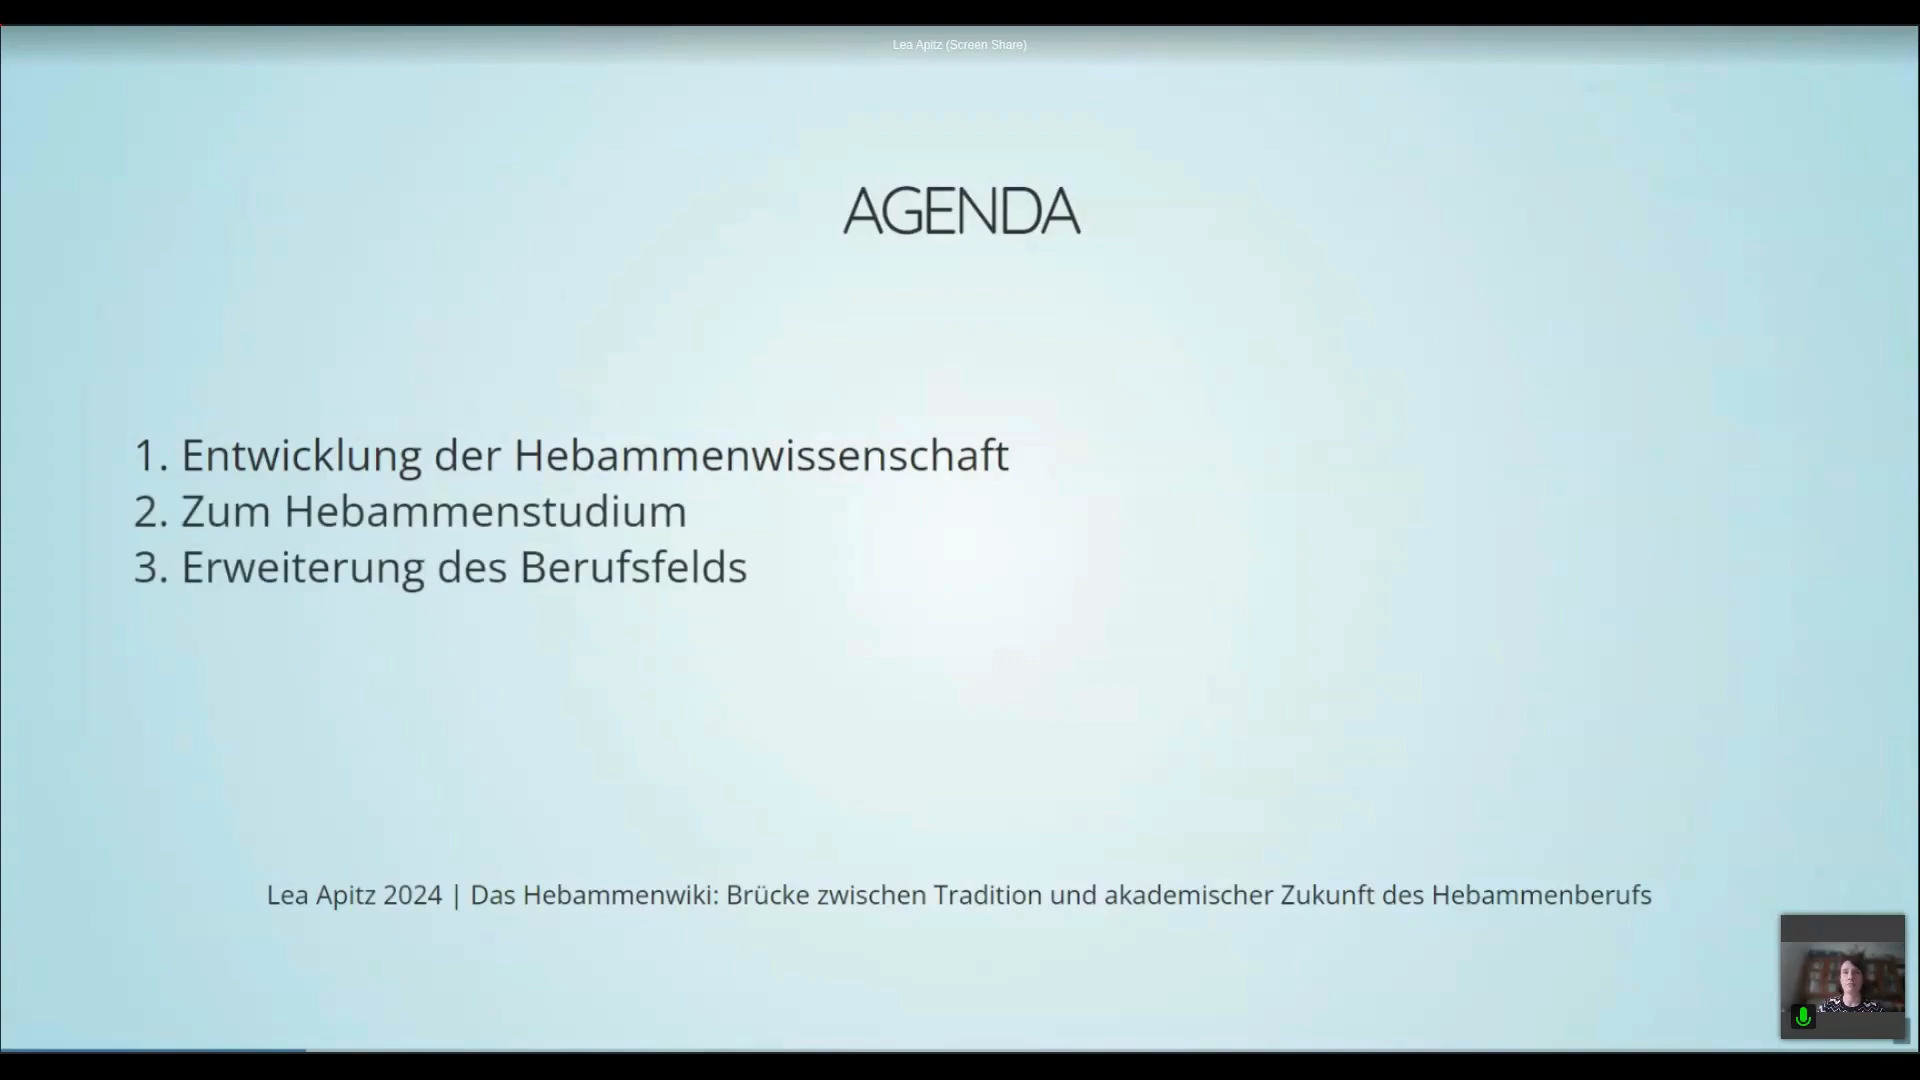 Lea Apitz (Screen Share)
AGENDA
1. Entwicklung der Hebammenwissenschaft
2. Zum Hebammenstudium
3. Erweiterung des Berufsfelds
Lea Apitz 2024 | Das Hebammenwiki: Brücke zwischen Tradition und akademischer Zukunft des Hebammenberufs